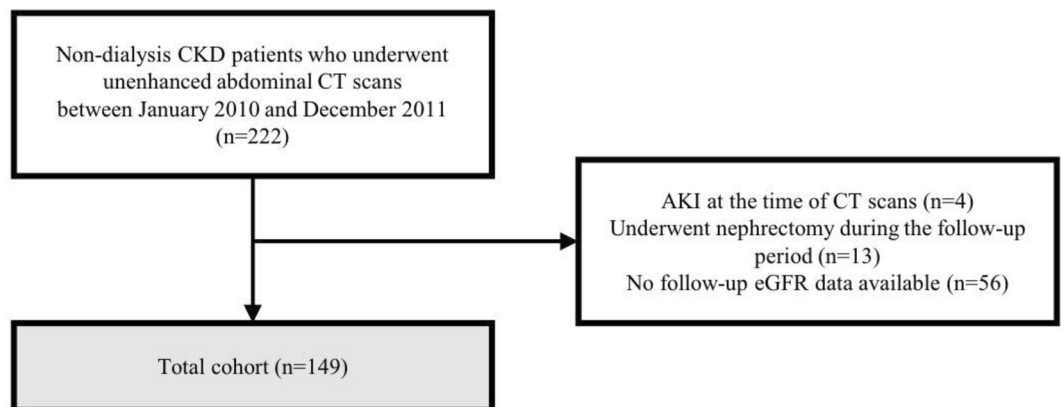 Non-dialysis CKD patients who underwent
unenhanced abdominal CT scans
between January 2010 and December 2011
(n=222)
AKI at the time of CT scans (n=4)
Underwent nephrectomy during the follow-up
period (n=13)
No follow-up eGFR data available (n=56)
Total cohort (n=149)